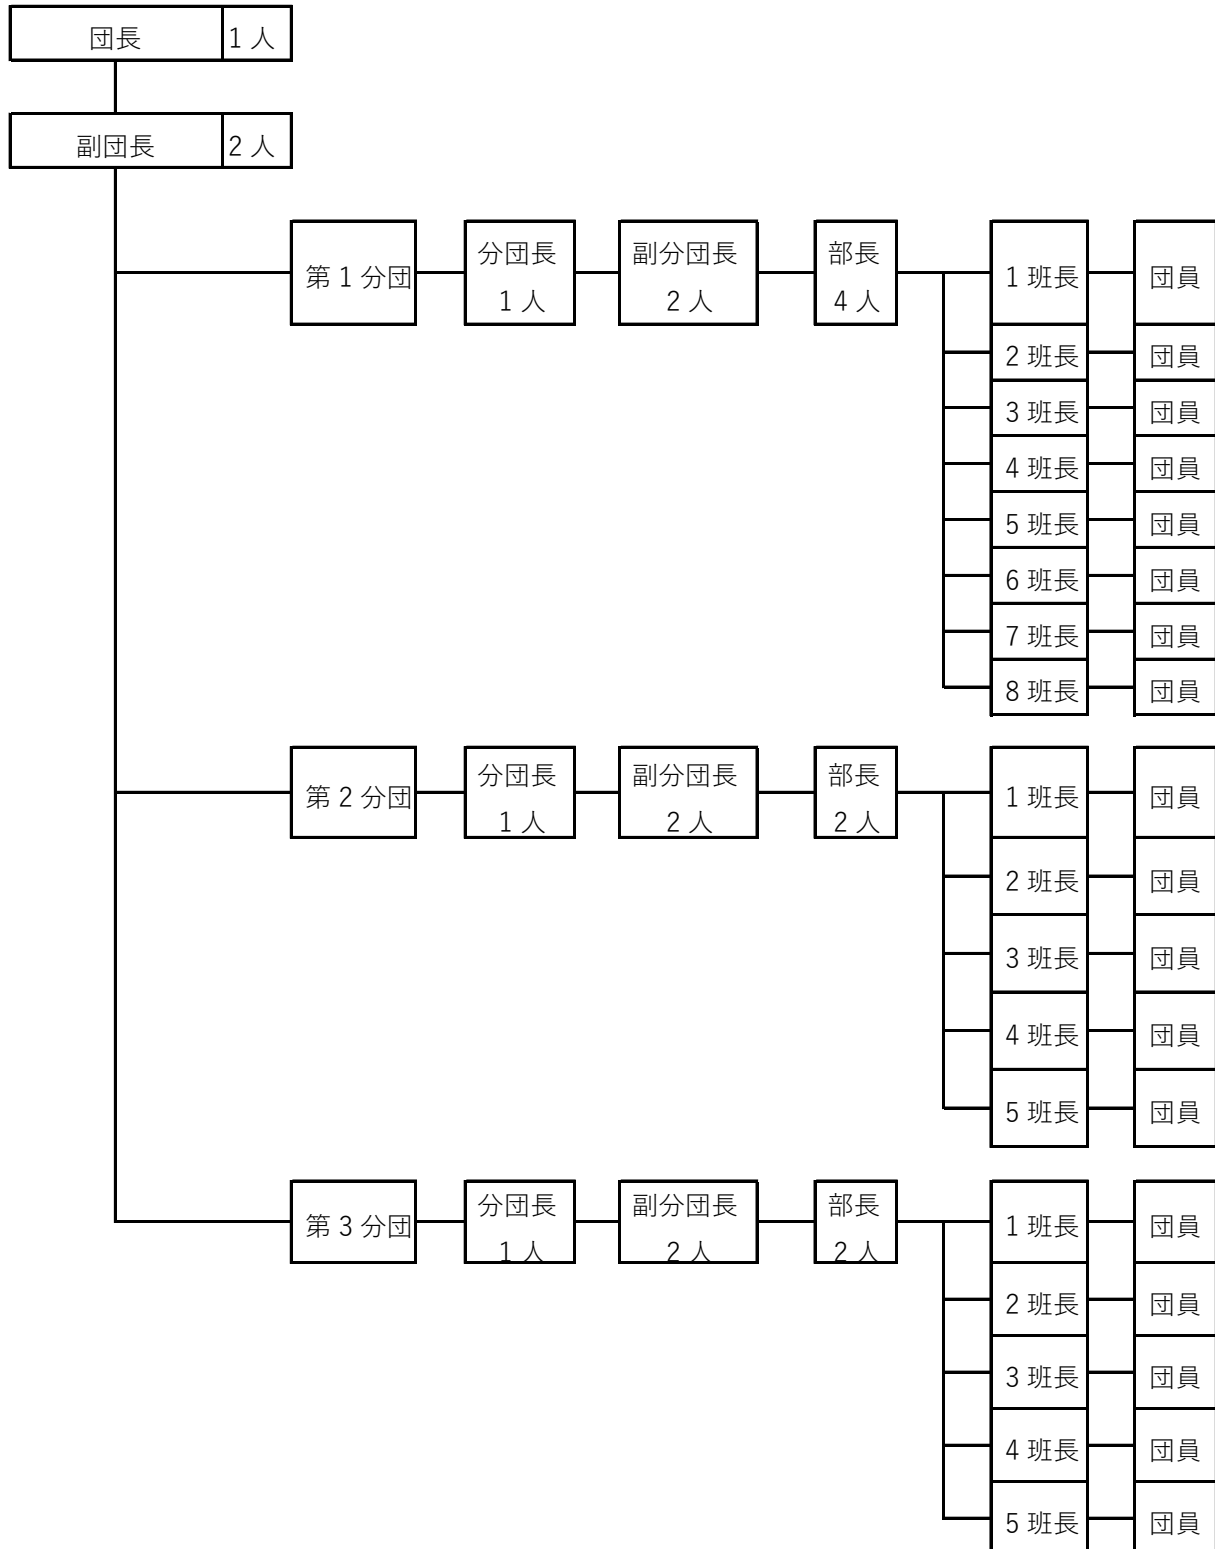 団長 1人
副団長 2人
第1分団 分団長 副分団長 部長 1班長 団員
1人 2人 4人
2班長 団員
3班長 団員
4班長 団員
5班長 団員
6班長 団員
7班長 団員
8班長 団員
第2分団 分団長 副分団長 部長 1班長 団員
1人 2人 2人
2班長 団員
3班長 団員
4班長 団員
5班長 団員
第3分団 分団長 副分団長 部長 1班長 団員
1人 2人 2人
2班長 団員
3班長 団員
4班長 団員
5班長 団員